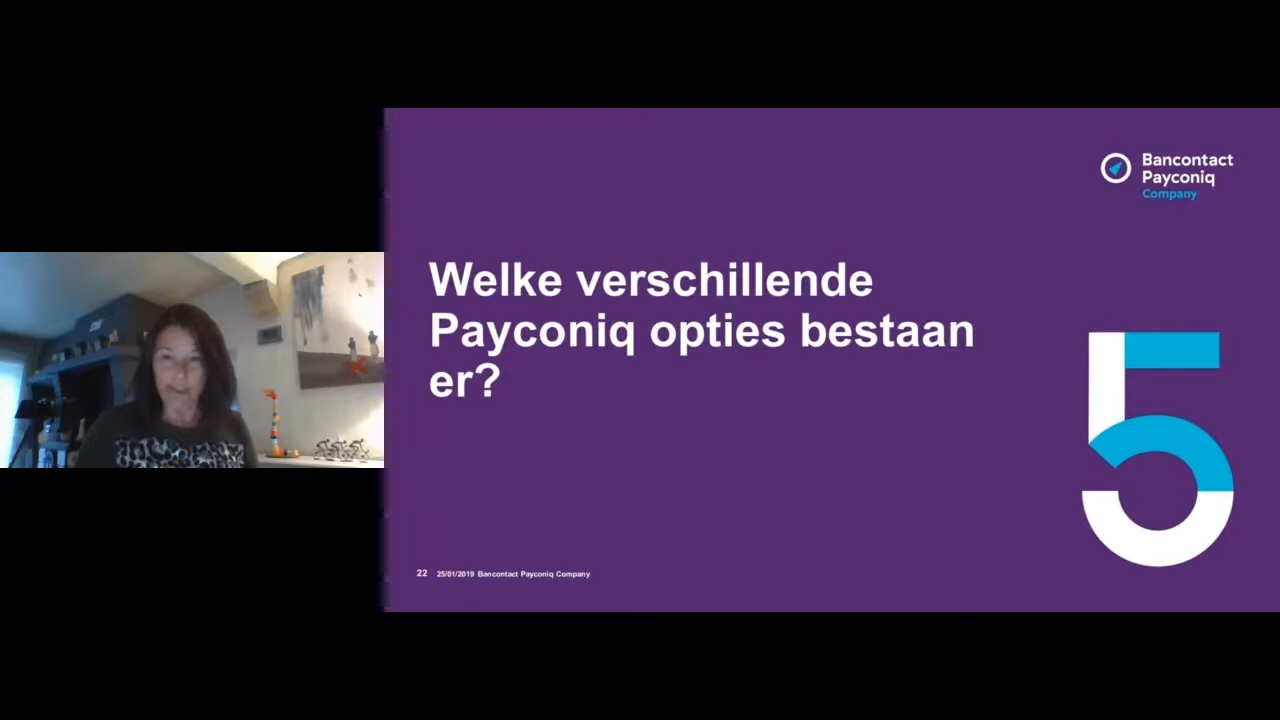 Bancontact
Payconiq
Company
Welke verschillende
Payconiq opties bestaan
er?
5
22 25/01/2019 Bancontact Payconiq Company